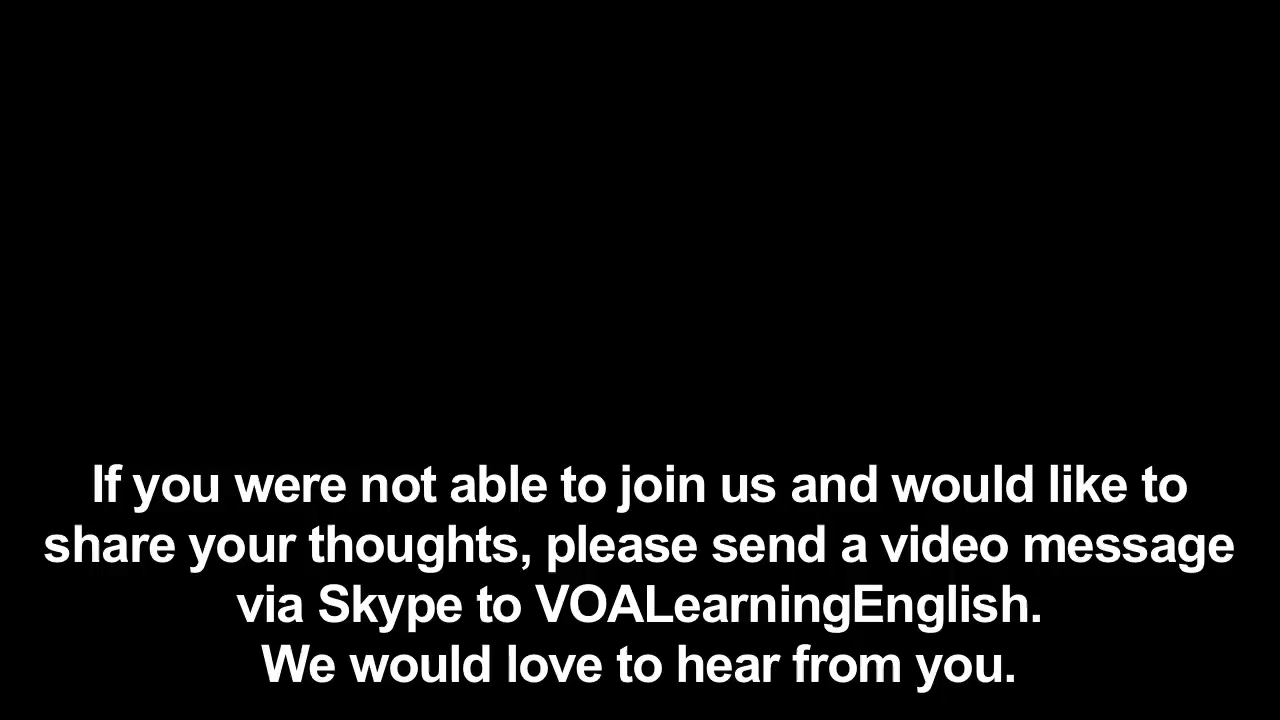 If you were not able to join us and would like to
share your thoughts, please send a video message
via Skype to VOALearningEnglish.
We would love to hear from you.